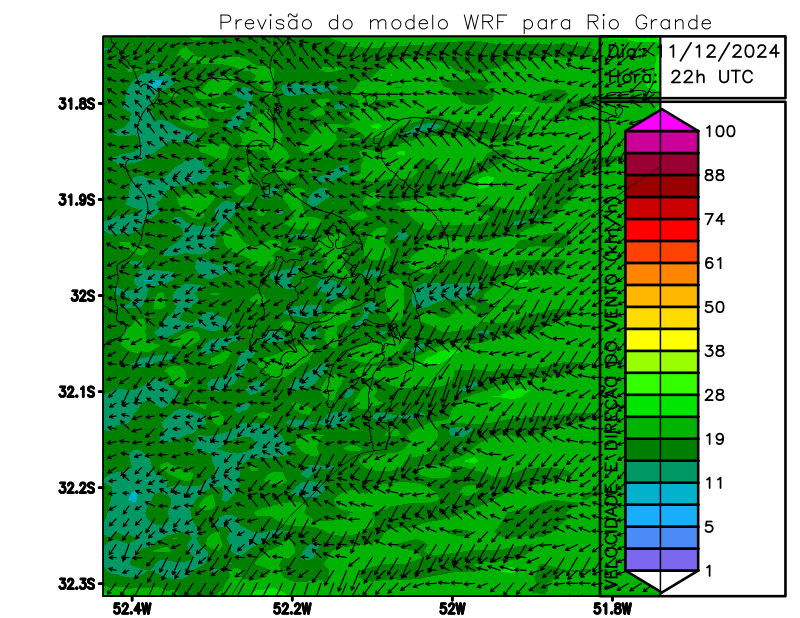 Previsão do modelo WRF para Rio Grande
Dia: 11/12/2024
Hora: 22h UTC
31.8S
31.9S
32S
32.1S
32.2S
32.3S
52.4W
52.2W
52W
51.8W
VELOCIDADE E DIREÇÃO DO VENTO (KM/H)
100
88
74
61
50
38
28
19
11
5
1